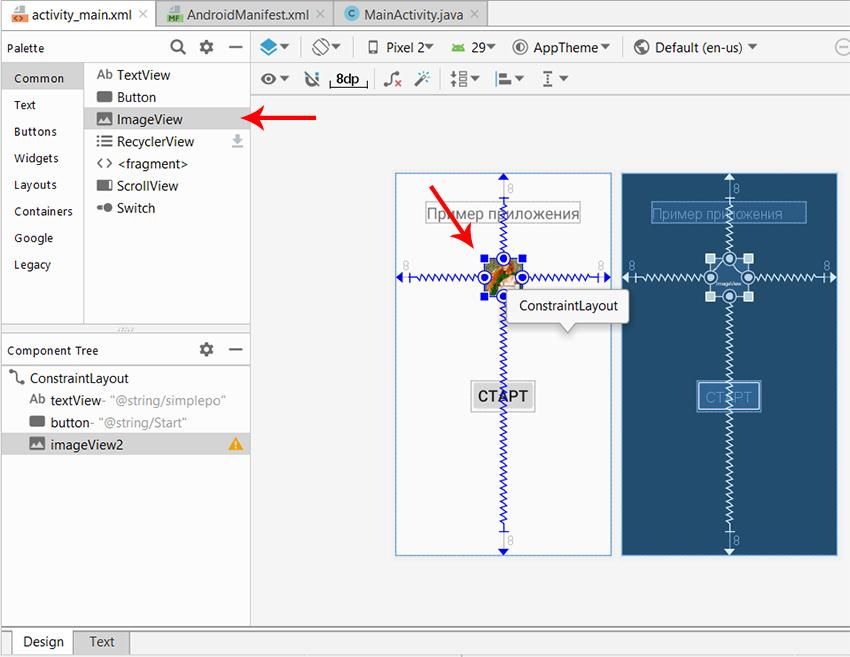 activity_main.xml AndroidManifest.xml MainActivity.java
MF C
Palette
Pixel 2 29 AppTheme Default (en-us)
8dp
Common
Text
Buttons
Widgets
Layouts
Containers
Google
Legacy
Ab TextView
Button
ImageView
RecyclerView
<> <fragment>
ScrollView
Switch
Component Tree
ConstraintLayout
Ab textView- "@string/simplepo"
button- "@string/Start"
imageView2
8
Пример приложения
8 8
ConstraintLayout
СТАРТ
8
8
Пример приложения
8 8
ImageView
СТАРТ
8
Design Text